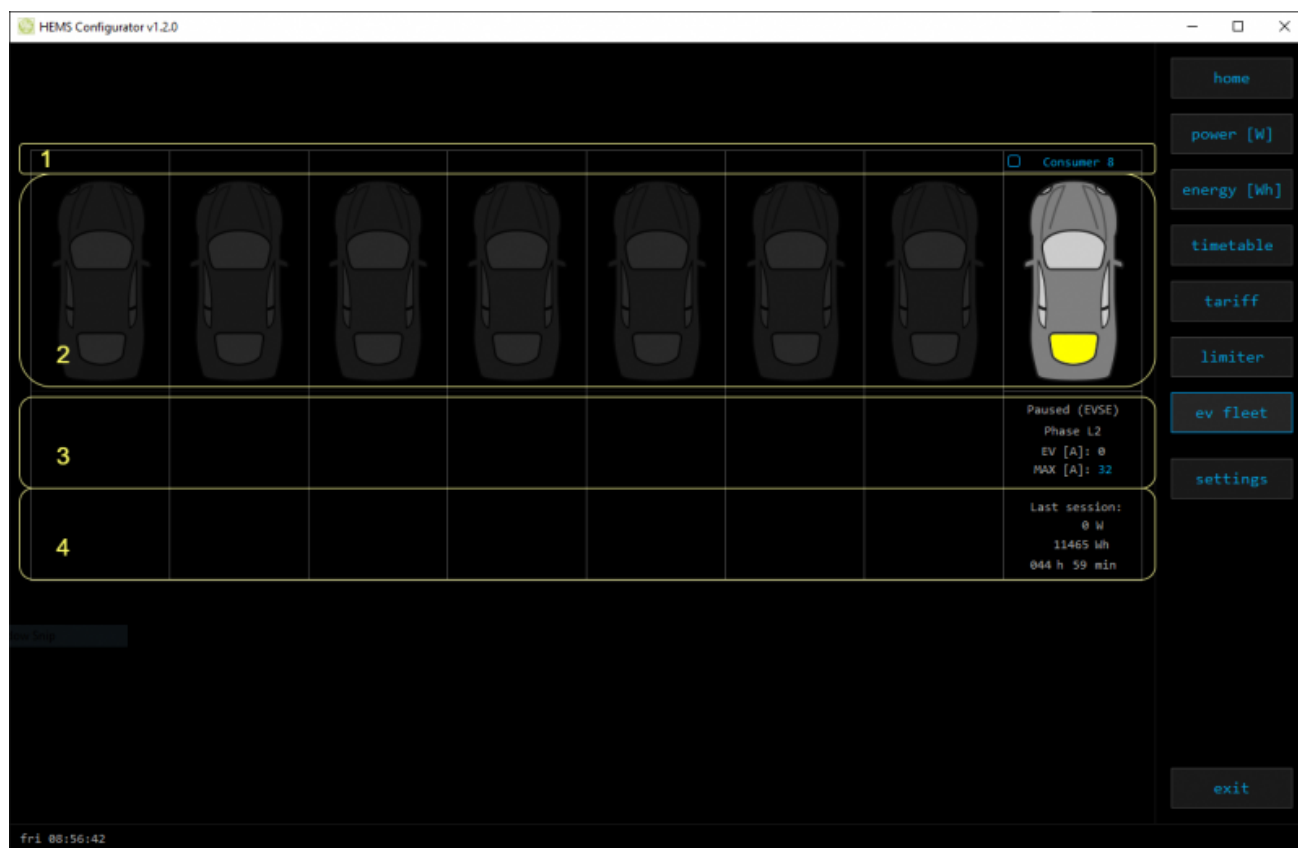 HEMS Configurator v1.2.0
home
power [W]
1
Consumer 8
energy [Wh]
timetable
tariff
2
limiter
Paused (EVSE)
ev fleet
Phase L2
EV [A]: 0
3
MAX [A]: 32
settings
Last session:
0 W
4
11465 Wh
044 h 59 min
exit
fri 08:56:42